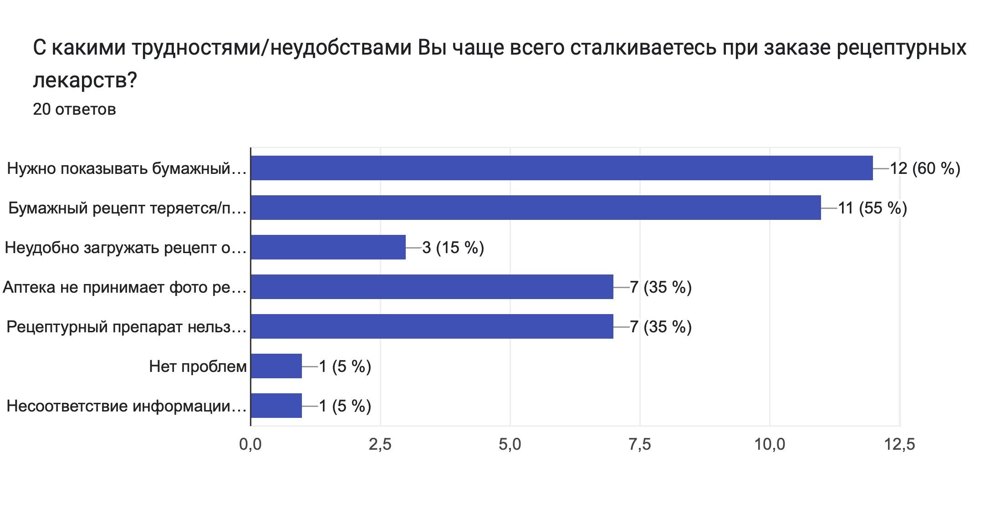 С какими трудностями/неудобствами Вы чаще всего сталкиваетесь при заказе рецептурных
лекарств?
20 ответов
Нужно показывать бумажный… 12 (60 %)
Бумажный рецепт теряется/п… 11 (55 %)
Неудобно загружать рецепт о… 3 (15 %)
Аптека не принимает фото ре… 7 (35 %)
Рецептурный препарат нельз… 7 (35 %)
Нет проблем 1 (5 %)
Несоответствие информации… 1 (5 %)
0,0 2,5 5,0 7,5 10,0 12,5